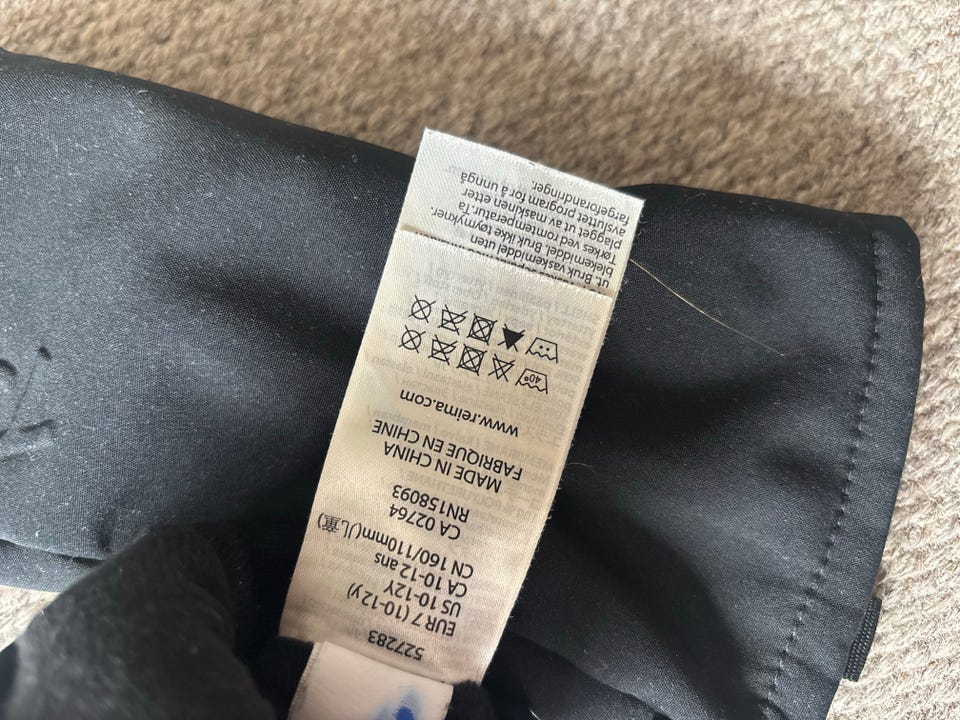 527283
EUR 7 (10-12y)
US 10-12Y
CA 10-12 ans
CN 160/110mm(儿童)
CA 02764
RN158093
MADE IN CHINA
FABRIQUE EN CHINE
www.reima.com
40°
ut. Bruk vaskemiddel uten
blekemiddel. Bruk ikke tøymykner.
Tørkes ved romtemperatur. Ta
plagget ut av maskinen etter
avsluttet program for å unngå
fargeforandringer.